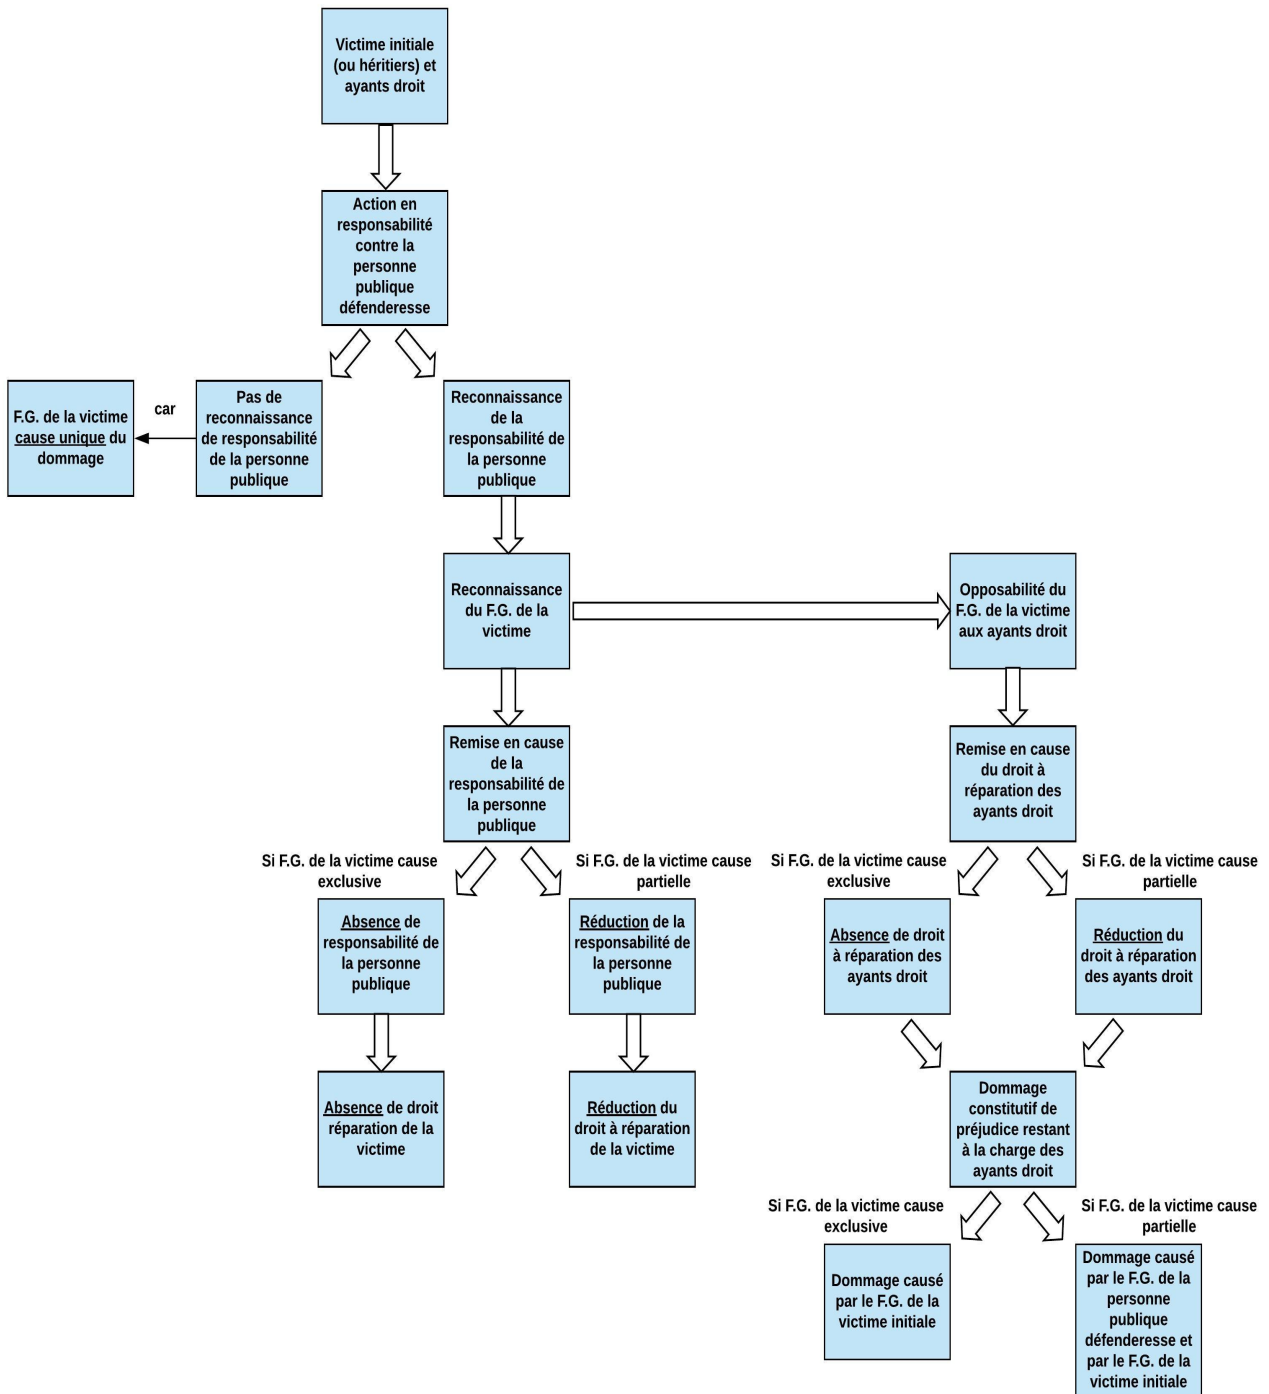 Victime initiale
(ou héritiers) et
ayants droit
Action en
responsabilité
contre la
personne
publique
défenderesse
F.G. de la victime
cause unique du
dommage
car
Pas de
reconnaissance
de responsabilité
de la personne
publique
Reconnaissance
de la
responsabilité de
la personne
publique
Reconnaissance
du F.G. de la
victime
Opposabilité du
F.G. de la victime
aux ayants droit
Remise en cause
de la
responsabilité de
la personne
publique
Remise en cause
du droit à
réparation des
ayants droit
Si F.G. de la victime cause
exclusive
Si F.G. de la victime cause
partielle
Si F.G. de la victime cause
exclusive
Si F.G. de la victime cause
partielle
Absence de
responsabilité de
la personne
publique
Réduction de la
responsabilité de
la personne
publique
Absence de droit
à réparation des
ayants droit
Réduction du
droit à réparation
des ayants droit
Absence de droit
réparation de la
victime
Réduction du
droit à réparation
de la victime
Dommage
constitutif de
préjudice restant
à la charge des
ayants droit
Si F.G. de la victime cause
exclusive
Si F.G. de la victime cause
partielle
Dommage causé
par le F.G. de la
victime initiale
Dommage causé
par le F.G. de la
personne
publique
défenderesse et
par le F.G. de la
victime initiale